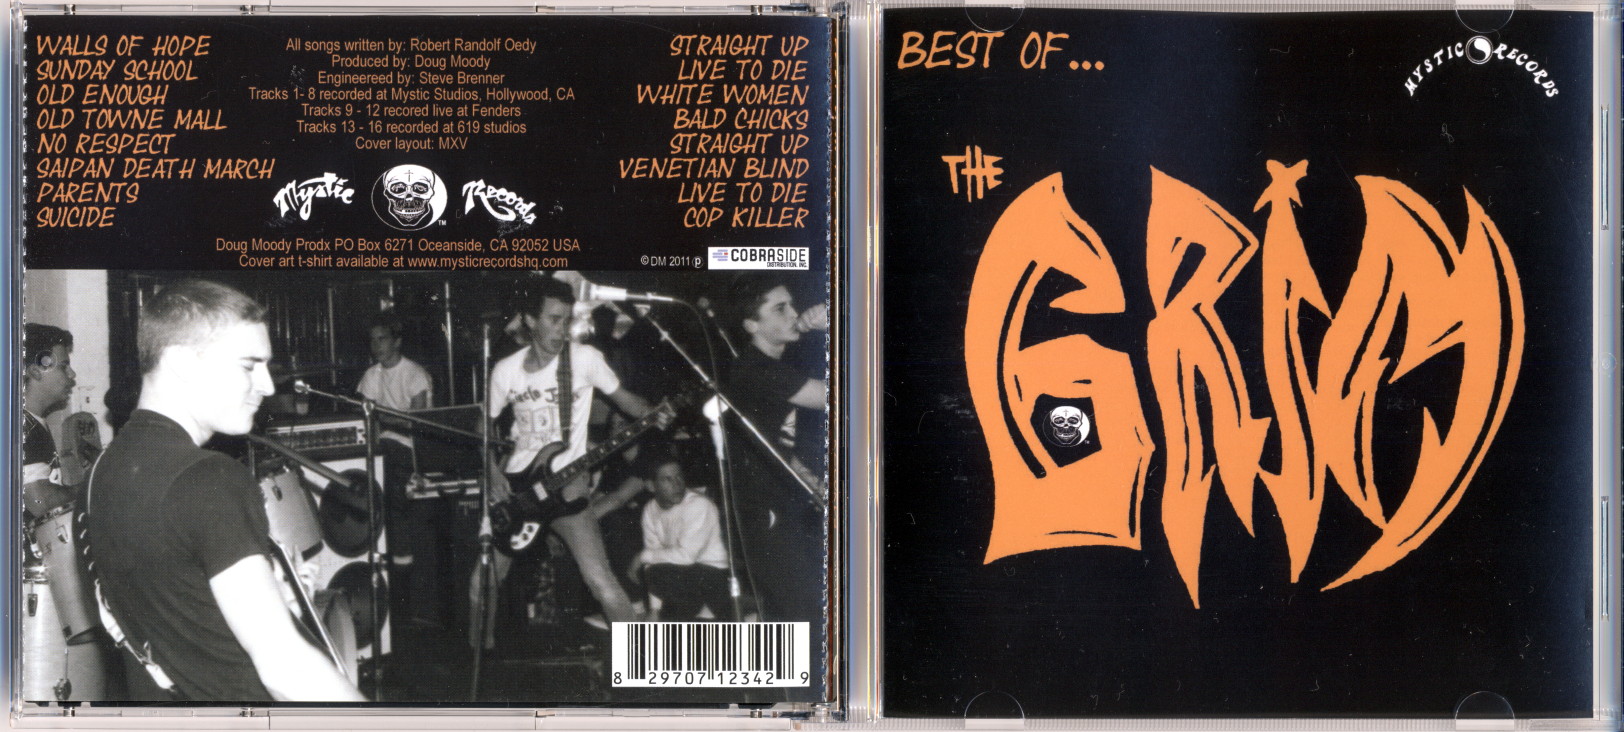 WALLS OF HOPE
SUNDAY SCHOOL
OLD ENOUGH
OLD TOWNE MALL
NO RESPECT
SAIPAN DEATH MARCH
PARENTS
SUICIDE
All songs written by: Robert Randolf Oedy
Produced by: Doug Moody
Engineereed by: Steve Brenner
Tracks 1- 8 recorded at Mystic Studios, Hollywood, CA
Tracks 9 - 12 recored live at Fenders
Tracks 13 - 16 recorded at 619 studios
Cover layout: MXV
STRAIGHT UP
LIVE TO DIE
WHITE WOMEN
BALD CHICKS
STRAIGHT UP
VENETIAN BLIND
LIVE TO DIE
COP KILLER
Mystic Records
TM
Doug Moody Prodx PO Box 6271 Oceanside, CA 92052 USA
Cover art t-shirt available at www.mysticrecordshq.com
© DM 2011 ℗
COBRASIDE
DISTRIBUTION, INC.
Circle Jerks
8 29707 12342 9
BEST OF...
MYSTIC RECORDS
THE
GRIM